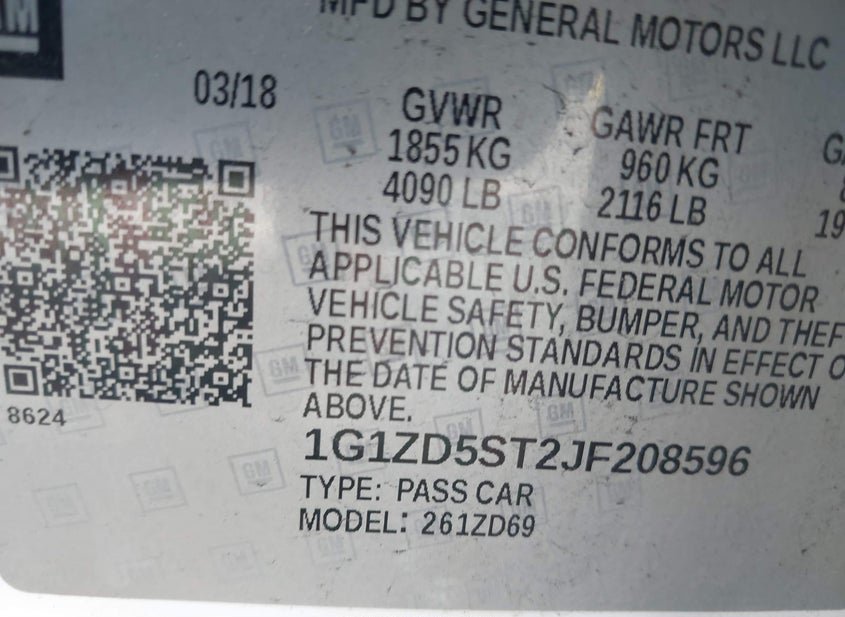 GM
MFD BY GENERAL MOTORS LLC
03/18
GVWR
1855 KG
4090 LB
GAWR FRT
960 KG
2116 LB
THIS VEHICLE CONFORMS TO ALL
APPLICABLE U.S. FEDERAL MOTOR
VEHICLE SAFETY, BUMPER, AND THEF
PREVENTION STANDARDS IN EFFECT O
THE DATE OF MANUFACTURE SHOWN
ABOVE.
8624
1G1ZD5ST2JF208596
TYPE: PASS CAR
MODEL: 261ZD69